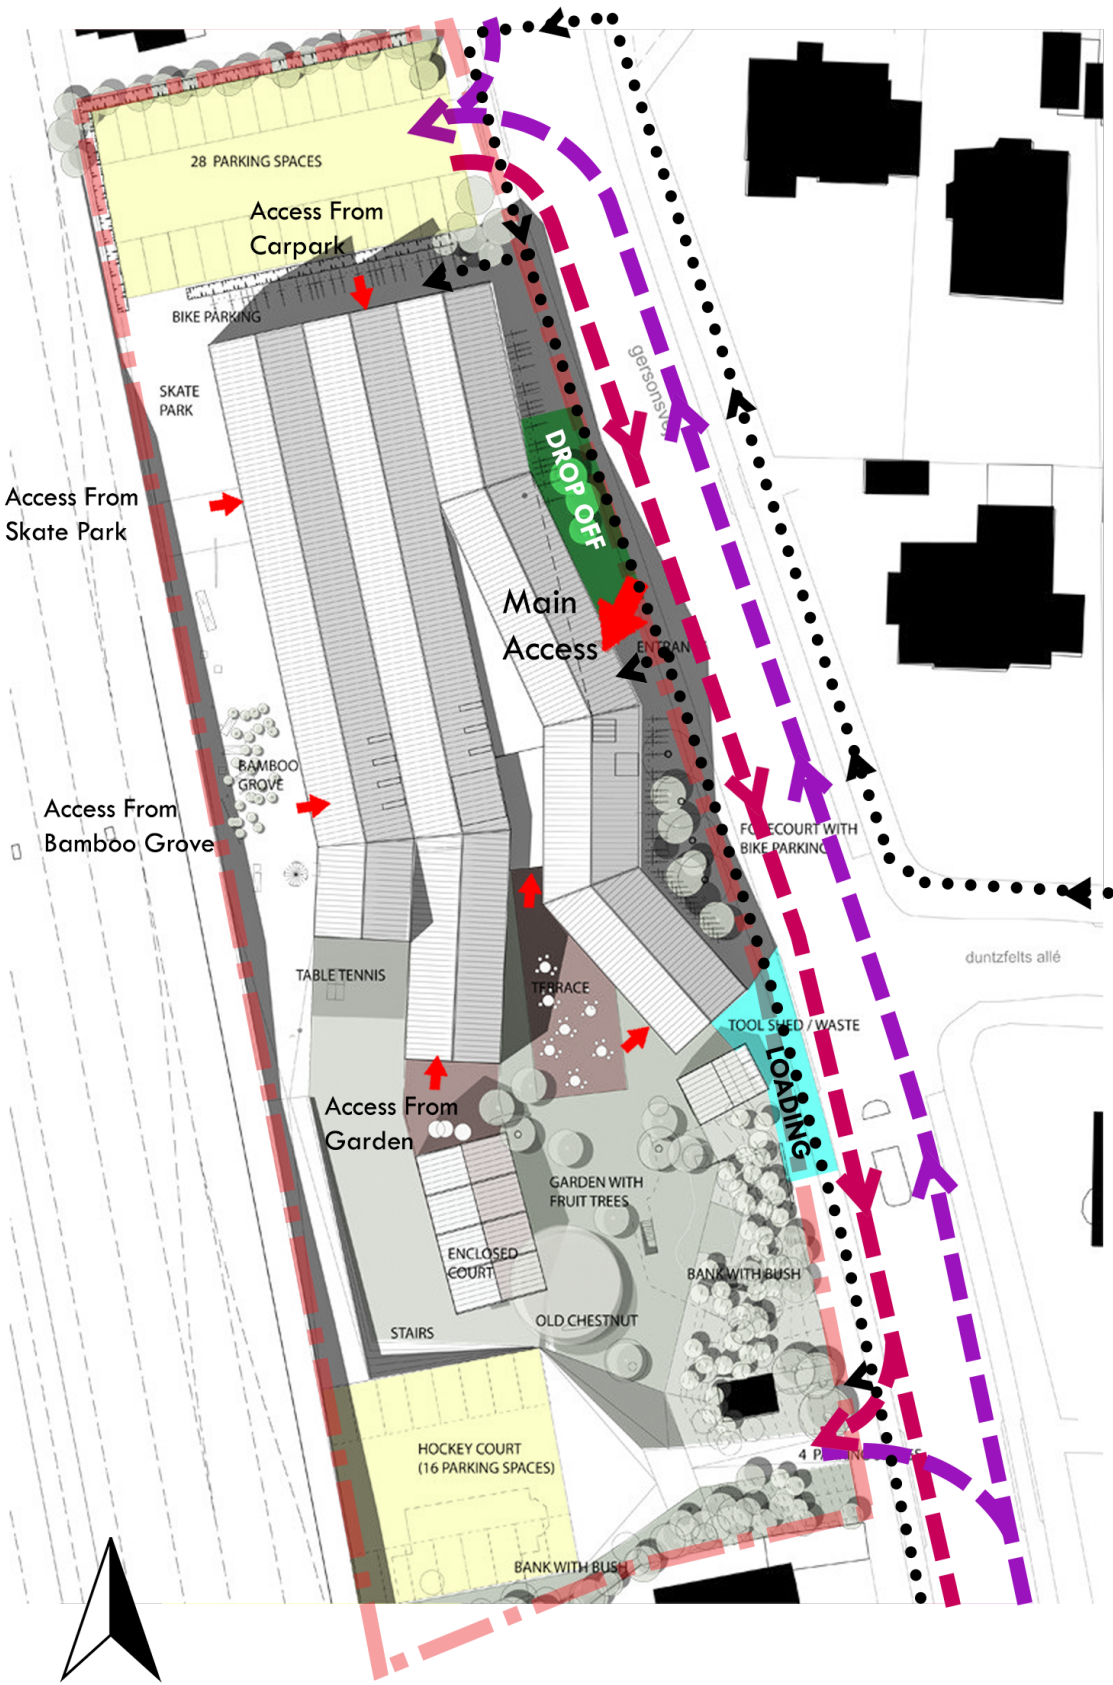 28 PARKING SPACES
Access From
Carpark
BIKE PARKING
SKATE
PARK
gersonsvej
DROP OFF
Access From
Skate Park
Main
Access
BAMBOO
GROVE
Access From
Bamboo Grove
FORECOURT WITH
BIKE PARKING
duntzfelts allé
TABLE TENNIS
TERRACE
TOOL SHED / WASTE
LOADING
Access From
Garden
GARDEN WITH
FRUIT TREES
ENCLOSED
COURT
BANK WITH BUSH
OLD CHESTNUT
STAIRS
HOCKEY COURT
(16 PARKING SPACES)
BANK WITH BUSH